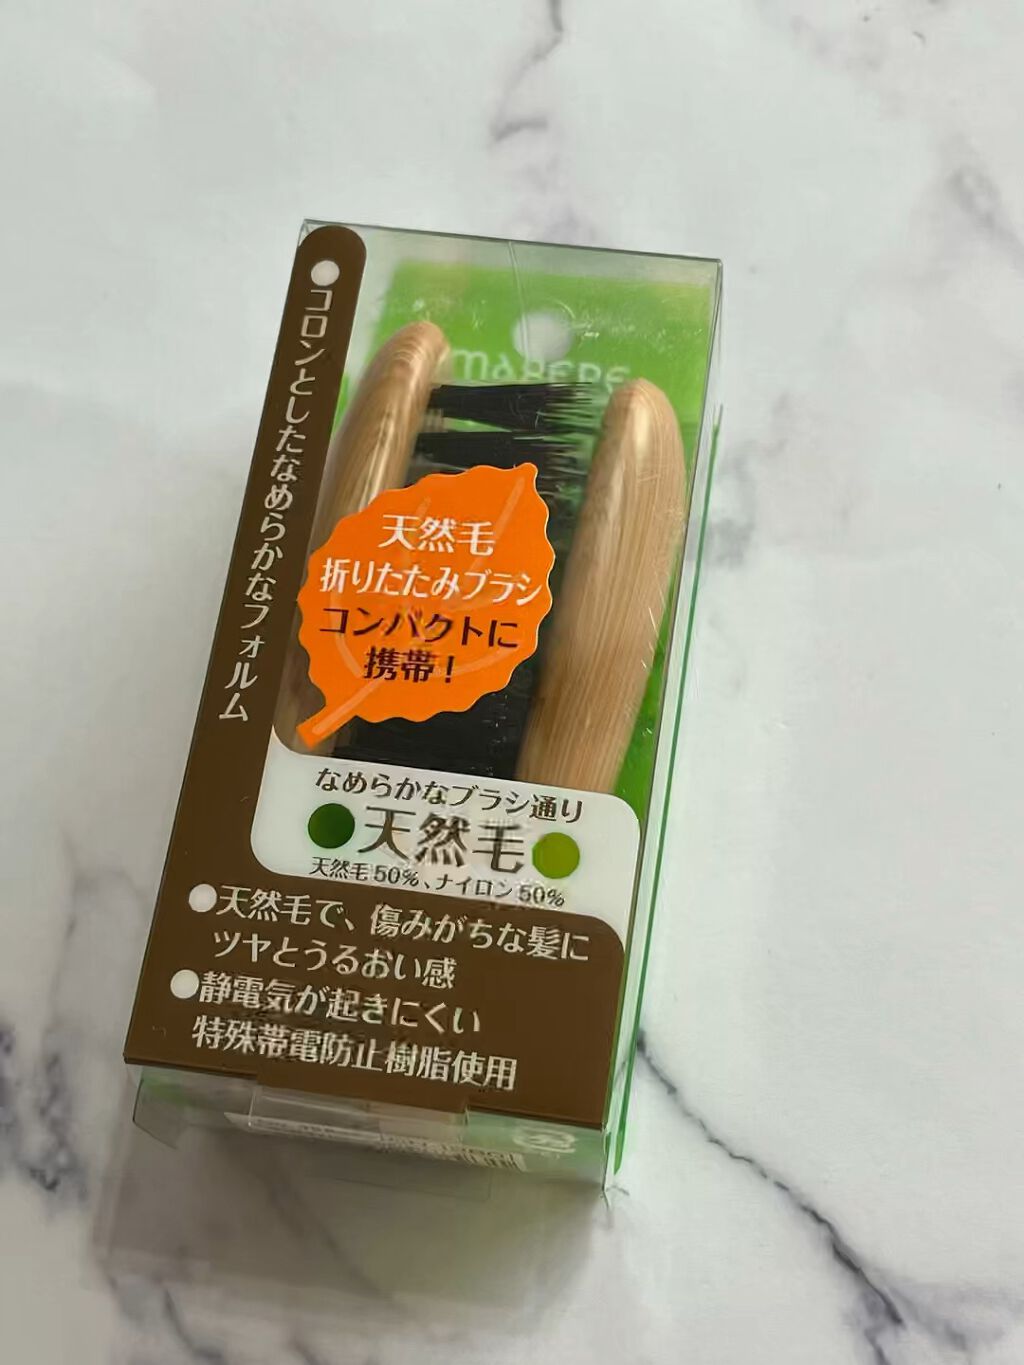 コロンとしたなめらかなフォルム
天然毛
折りたたみブラシ
コンパクトに
携帯!
なめらかなブラシ通り
天然毛
天然毛50%、ナイロン50%
天然毛で、傷みがちな髪に
ツヤとうるおい感
静電気が起きにくい
特殊帯電防止樹脂使用